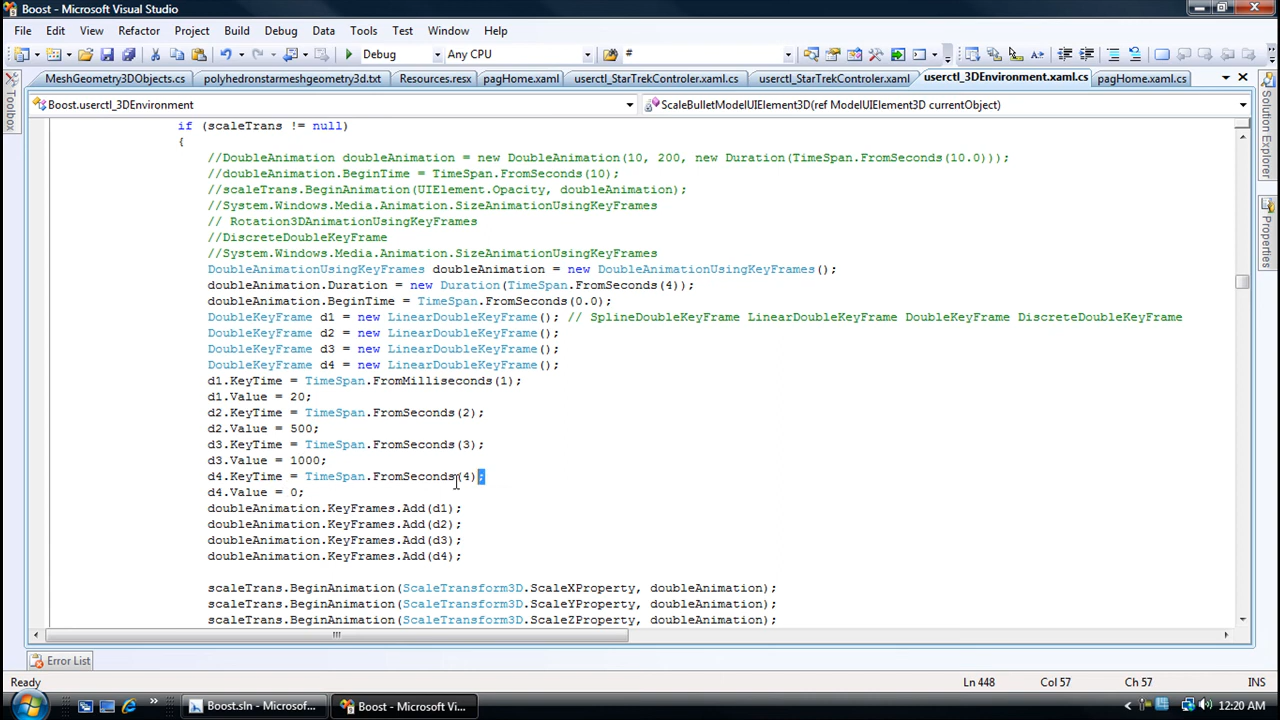 Boost - Microsoft Visual Studio
File Edit View Refactor Project Build Debug Data Tools Test Window Help
Debug Any CPU #
MeshGeometry3DObjects.cs polyhedronstarmeshgeometry3d.txt Resources.resx pagHome.xaml userctl_StarTrekControler.xaml.cs userctl_StarTrekControler.xaml userctl_3DEnvironment.xaml.cs pagHome.xaml.cs
Boost.userctl_3DEnvironment ScaleBulletModelUIElement3D(ref ModelUIElement3D currentObject)
Toolbox
Solution Explorer
Properties
if (scaleTrans != null)
{
//DoubleAnimation doubleAnimation = new DoubleAnimation(10, 200, new Duration(TimeSpan.FromSeconds(10.0)));
//doubleAnimation.BeginTime = TimeSpan.FromSeconds(10);
//scaleTrans.BeginAnimation(UIElement.Opacity, doubleAnimation);
//System.Windows.Media.Animation.SizeAnimationUsingKeyFrames
// Rotation3DAnimationUsingKeyFrames
//DiscreteDoubleKeyFrame
//System.Windows.Media.Animation.SizeAnimationUsingKeyFrames
DoubleAnimationUsingKeyFrames doubleAnimation = new DoubleAnimationUsingKeyFrames();
doubleAnimation.Duration = new Duration(TimeSpan.FromSeconds(4));
doubleAnimation.BeginTime = TimeSpan.FromSeconds(0.0);
DoubleKeyFrame d1 = new LinearDoubleKeyFrame(); // SplineDoubleKeyFrame LinearDoubleKeyFrame DoubleKeyFrame DiscreteDoubleKeyFrame
DoubleKeyFrame d2 = new LinearDoubleKeyFrame();
DoubleKeyFrame d3 = new LinearDoubleKeyFrame();
DoubleKeyFrame d4 = new LinearDoubleKeyFrame();
d1.KeyTime = TimeSpan.FromMilliseconds(1);
d1.Value = 20;
d2.KeyTime = TimeSpan.FromSeconds(2);
d2.Value = 500;
d3.KeyTime = TimeSpan.FromSeconds(3);
d3.Value = 1000;
d4.KeyTime = TimeSpan.FromSeconds(4);
d4.Value = 0;
doubleAnimation.KeyFrames.Add(d1);
doubleAnimation.KeyFrames.Add(d2);
doubleAnimation.KeyFrames.Add(d3);
doubleAnimation.KeyFrames.Add(d4);
scaleTrans.BeginAnimation(ScaleTransform3D.ScaleXProperty, doubleAnimation);
scaleTrans.BeginAnimation(ScaleTransform3D.ScaleYProperty, doubleAnimation);
scaleTrans.BeginAnimation(ScaleTransform3D.ScaleZProperty, doubleAnimation);
Error List
Ready Ln 448 Col 57 Ch 57 INS
Boost.sln - Microsof... Boost - Microsoft Vi... 12:20 AM